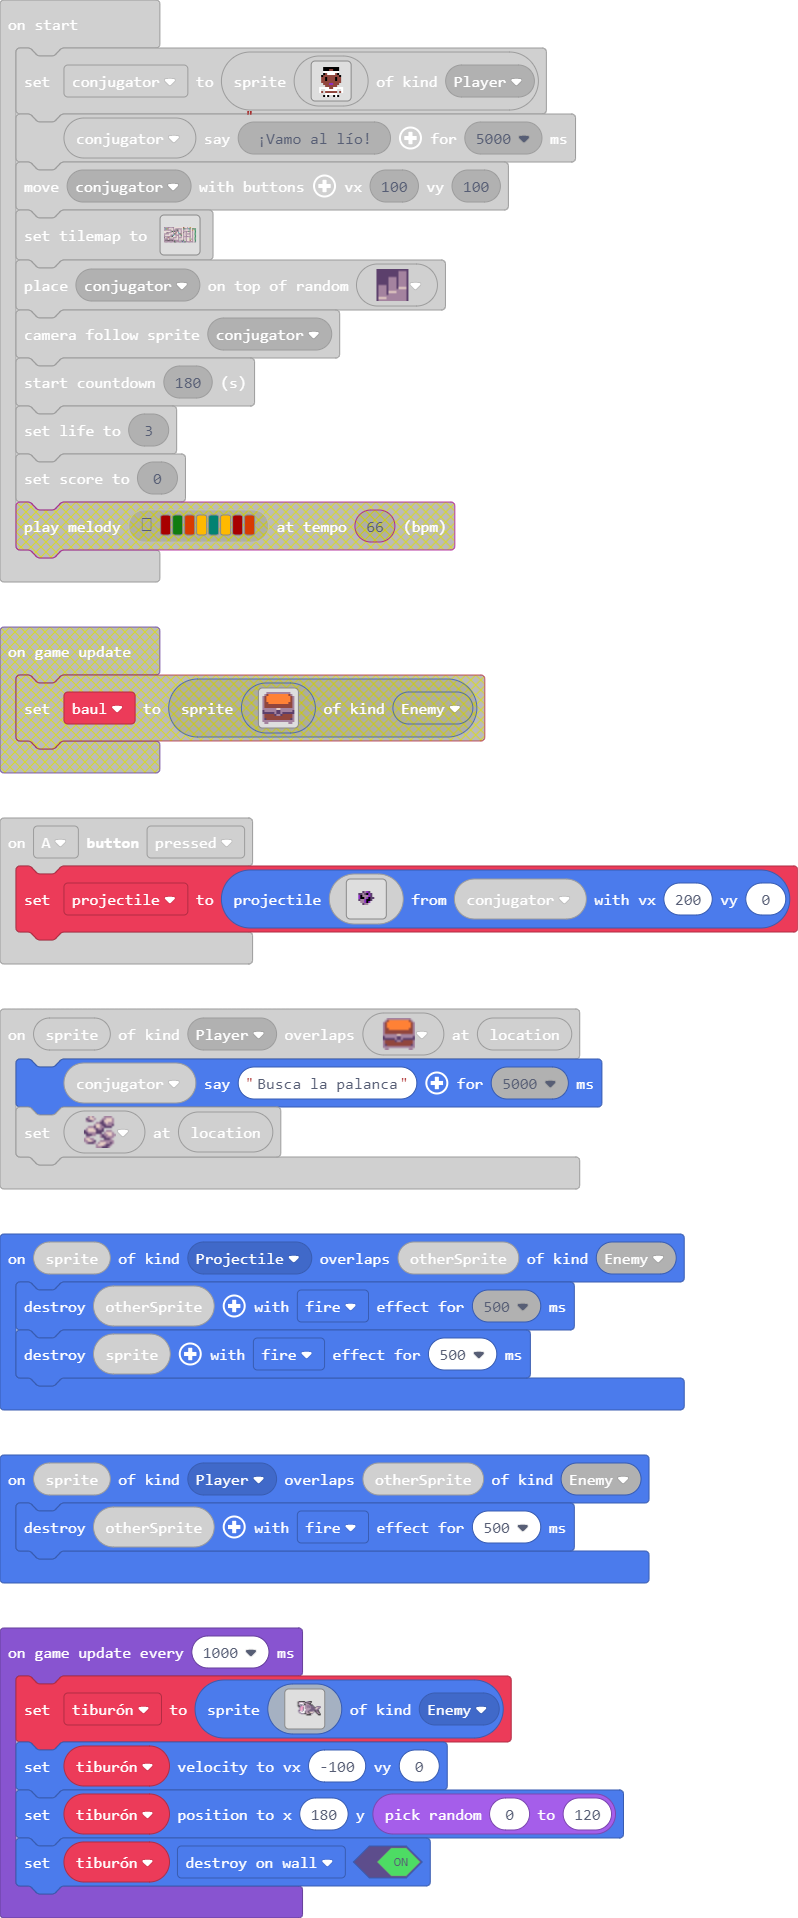 on start
set conjugator to sprite of kind Player
conjugator say "¡Vamo al lío! for 5000 ms
move conjugator with buttons vx 100 vy 100
set tilemap to
place conjugator on top of random
camera follow sprite conjugator
start countdown 180 (s)
set life to 3
set score to 0
play melody at tempo 66 (bpm)
on game update
set baul to sprite of kind Enemy
on A button pressed
set projectile to projectile from conjugator with vx 200 vy 0
on sprite of kind Player overlaps at location
conjugator say "Busca la palanca" for 5000 ms
set at location
on sprite of kind Projectile overlaps otherSprite of kind Enemy
destroy otherSprite with fire effect for 500 ms
destroy sprite with fire effect for 500 ms
on sprite of kind Player overlaps otherSprite of kind Enemy
destroy otherSprite with fire effect for 500 ms
on game update every 1000 ms
set tiburón to sprite of kind Enemy
set tiburón velocity to vx -100 vy 0
set tiburón position to x 180 y pick random 0 to 120
set tiburón destroy on wall ON